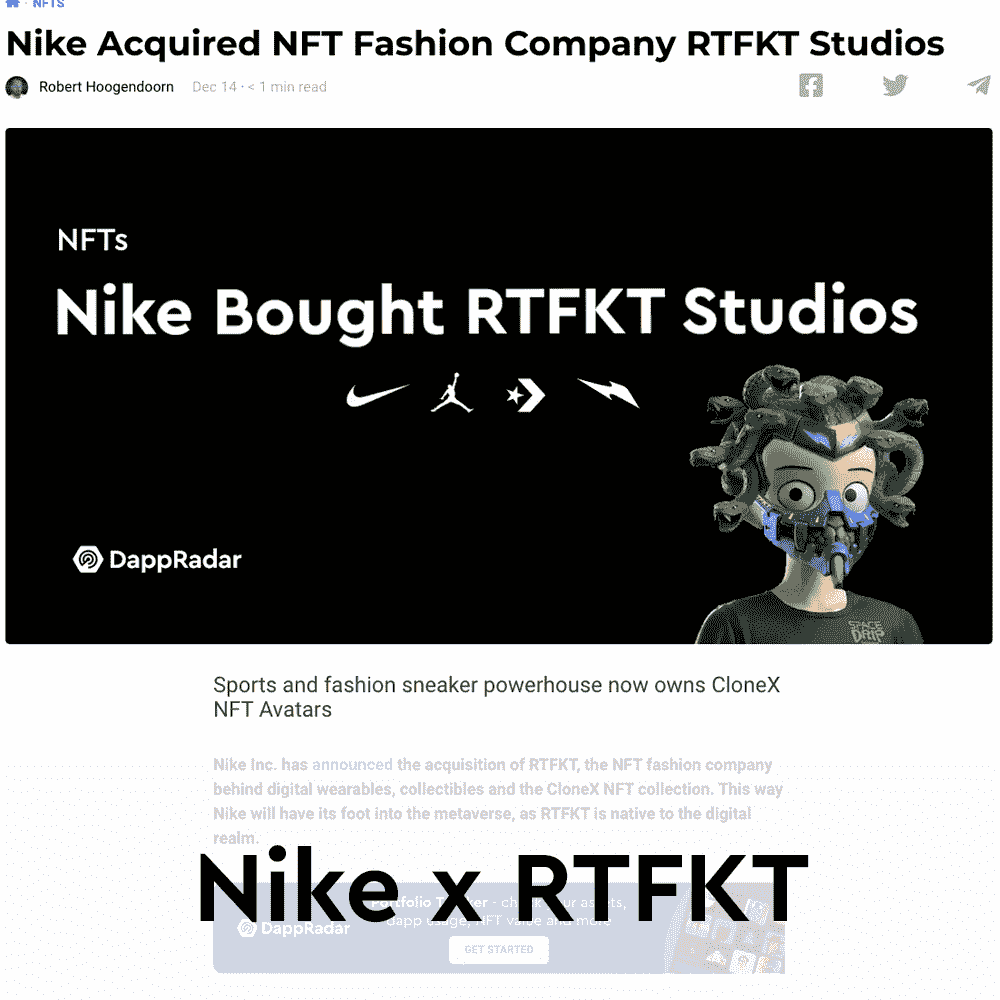 NFTS
Nike Acquired NFT Fashion Company RTFKT Studios
Robert Hoogendoorn Dec 14 · < 1 min read
NFTs
Nike Bought RTFKT Studios
DappRadar
SPACE
DRIP
Sports and fashion sneaker powerhouse now owns CloneX
NFT Avatars
Nike Inc. has announced the acquisition of RTFKT, the NFT fashion company
behind digital wearables, collectibles and the CloneX NFT collection. This way
Nike will have its foot into the metaverse, as RTFKT is native to the digital
realm.
Nike x RTFKT
Portfolio Tracker - check your assets,
dapp usage, NFT value and more
DappRadar
GET STARTED